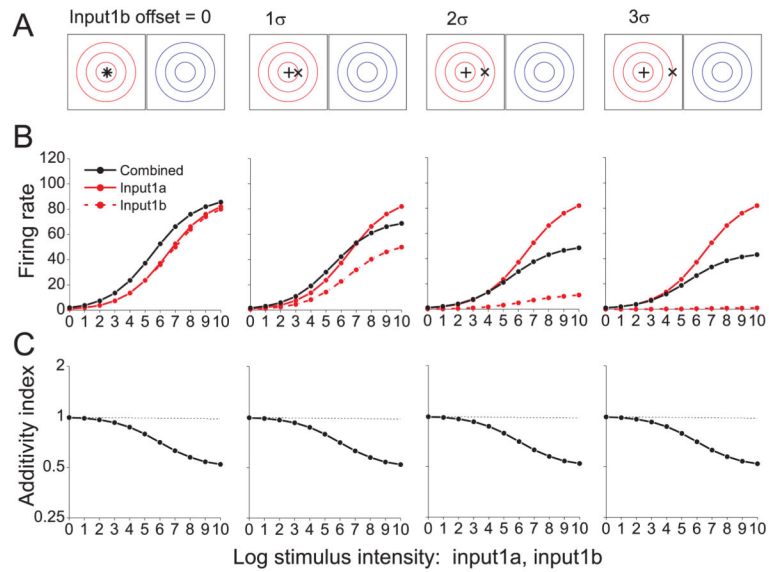 A
Input1b offset = 0
1σ
2σ
3σ
B
Firing rate
120
100
80
60
40
20
0
Combined
Input1a
Input1b
0 1 2 3 4 5 6 7 8 9 10
0 1 2 3 4 5 6 7 8 9 10
0 1 2 3 4 5 6 7 8 9 10
0 1 2 3 4 5 6 7 8 9 10
C
Additivity index
2
1
0.5
0.25
0 1 2 3 4 5 6 7 8 9 10
0 1 2 3 4 5 6 7 8 9 10
0 1 2 3 4 5 6 7 8 9 10
0 1 2 3 4 5 6 7 8 9 10
Log stimulus intensity: input1a, input1b